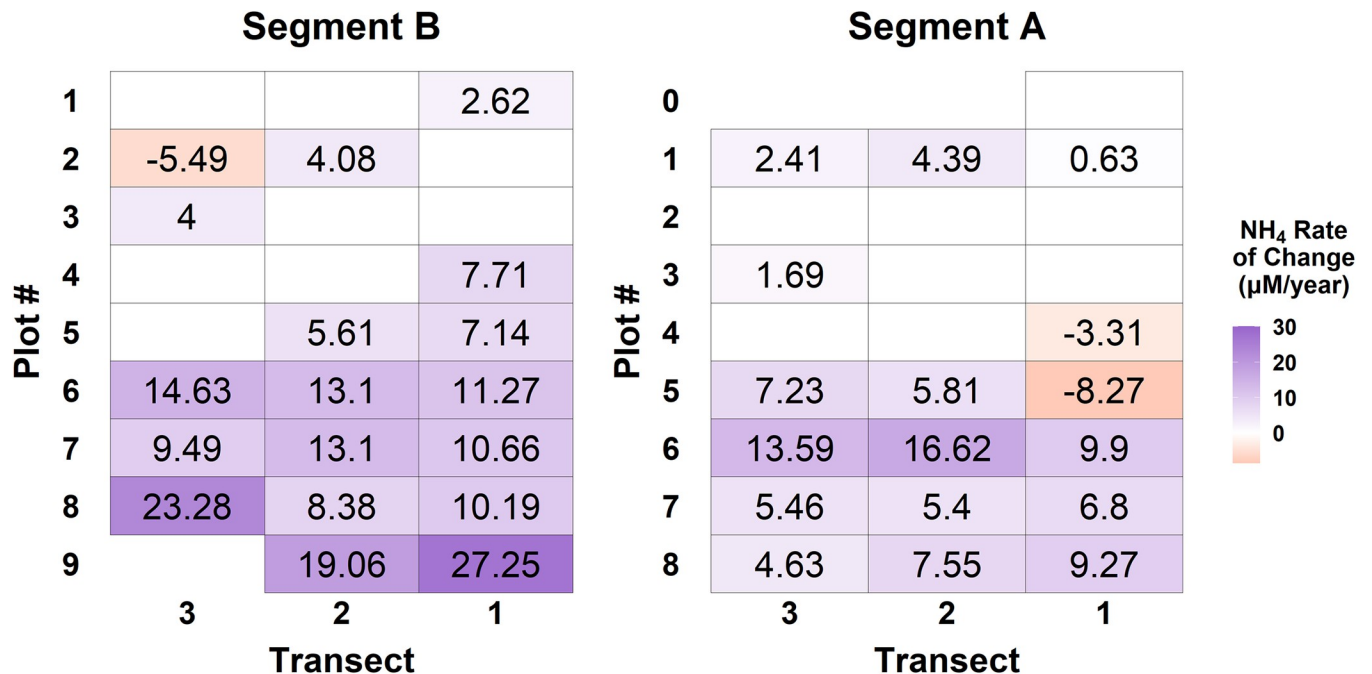 Segment B
Segment A
Plot #
1 2.62
2 -5.49 4.08
3 4
4 7.71
5 5.61 7.14
6 14.63 13.1 11.27
7 9.49 13.1 10.66
8 23.28 8.38 10.19
9 19.06 27.25
3 2 1
Transect
Plot #
0
1 2.41 4.39 0.63
2
3 1.69
4 -3.31
5 7.23 5.81 -8.27
6 13.59 16.62 9.9
7 5.46 5.4 6.8
8 4.63 7.55 9.27
3 2 1
Transect
NH₄ Rate
of Change
(µM/year)
30
20
10
0